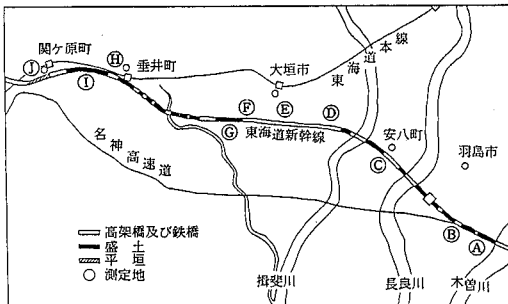 関ヶ原町
J
I
H
垂井町
大垣市
東海道本線
F
E
D
G
東海道新幹線
安八町
C
羽島市
名神高速道
B
A
高架橋及び鉄橋
盛土
平垣
測定地
揖斐川
長良川
木曽川